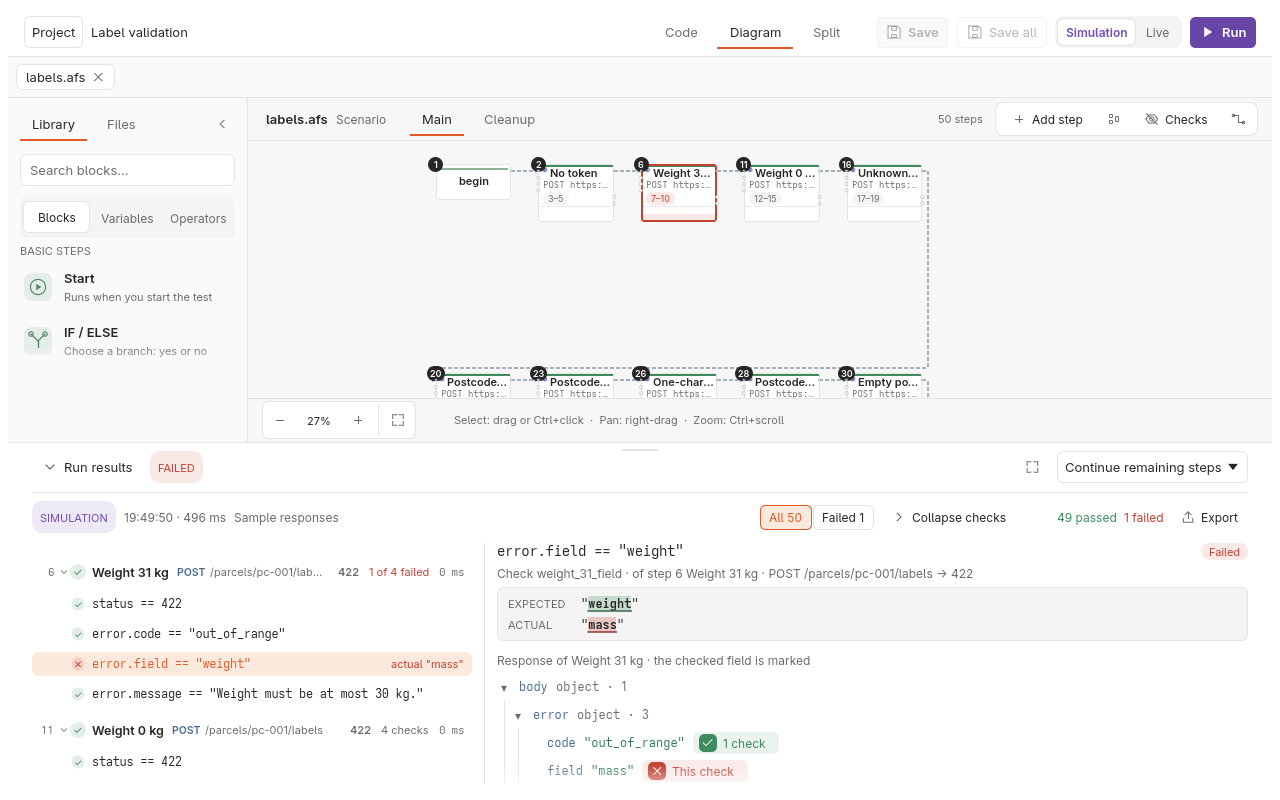 Project Label validation Code Diagram Split Save Save all Simulation Live Run
labels.afs
Library Files
labels.afs Scenario Main Cleanup 50 steps Add step Checks
Search blocks...
Blocks Variables Operators
BASIC STEPS
Start
Runs when you start the test
IF / ELSE
Choose a branch: yes or no
1 begin
2 No token
POST https:…
3–5
6 Weight 3…
POST https:…
7–10
11 Weight 0 …
POST https:…
12–15
16 Unknown…
POST https:…
17–19
20 Postcode…
POST https:…
23 Postcode…
POST https:…
26 One-char…
POST https:…
28 Postcode…
POST https:…
30 Empty po…
POST https:…
− 27% + Select: drag or Ctrl+click · Pan: right-drag · Zoom: Ctrl+scroll
Run results FAILED Continue remaining steps
SIMULATION 19:49:50 · 496 ms Sample responses All 50 Failed 1 Collapse checks 49 passed 1 failed Export
6 Weight 31 kg POST /parcels/pc-001/lab… 422 1 of 4 failed 0 ms
status == 422
error.code == "out_of_range"
error.field == "weight" actual "mass"
error.message == "Weight must be at most 30 kg."
11 Weight 0 kg POST /parcels/pc-001/labels 422 4 checks 0 ms
status == 422
error.field == "weight" Failed
Check weight_31_field · of step 6 Weight 31 kg · POST /parcels/pc-001/labels → 422
EXPECTED "weight"
ACTUAL "mass"
Response of Weight 31 kg · the checked field is marked
body object · 1
error object · 3
code "out_of_range" 1 check
field "mass" This check